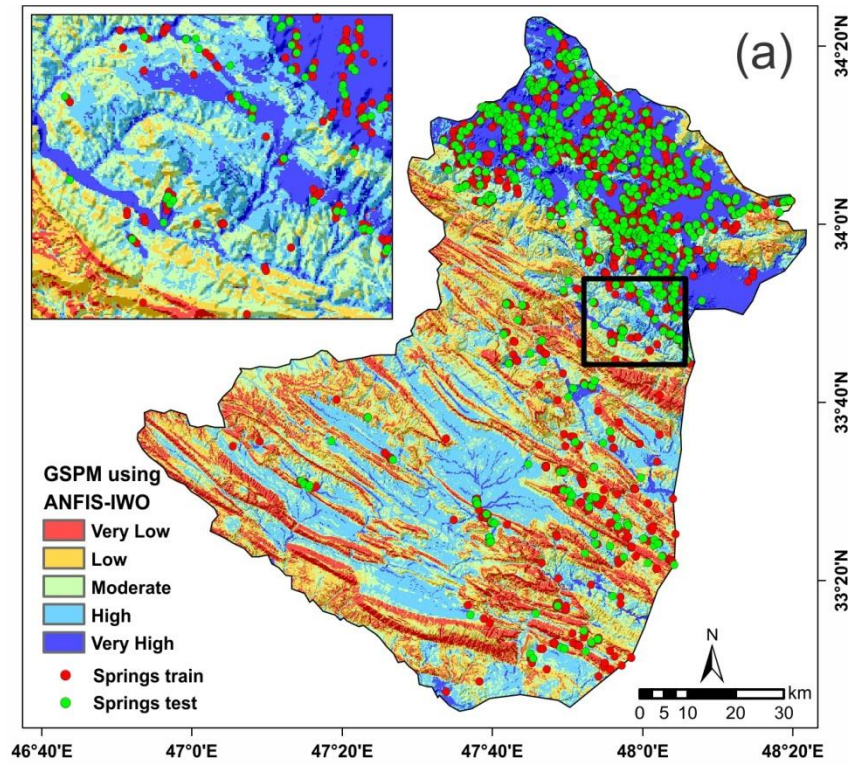 (a)
34°20'N
34°0'N
33°40'N
33°20'N
GSPM using
ANFIS-IWO
Very Low
Low
Moderate
High
Very High
Springs train
Springs test
N
km
0 5 10 20 30
46°40'E 47°0'E 47°20'E 47°40'E 48°0'E 48°20'E